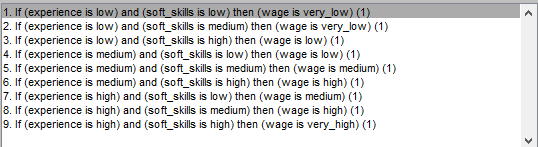 1. If (experience is low) and (soft_skills is low) then (wage is very_low) (1)
2. If (experience is low) and (soft_skills is medium) then (wage is very_low) (1)
3. If (experience is low) and (soft_skills is high) then (wage is low) (1)
4. If (experience is medium) and (soft_skills is low) then (wage is low) (1)
5. If (experience is medium) and (soft_skills is medium) then (wage is medium) (1)
6. If (experience is medium) and (soft_skills is high) then (wage is high) (1)
7. If (experience is high) and (soft_skills is low) then (wage is medium) (1)
8. If (experience is high) and (soft_skills is medium) then (wage is high) (1)
9. If (experience is high) and (soft_skills is high) then (wage is very_high) (1)